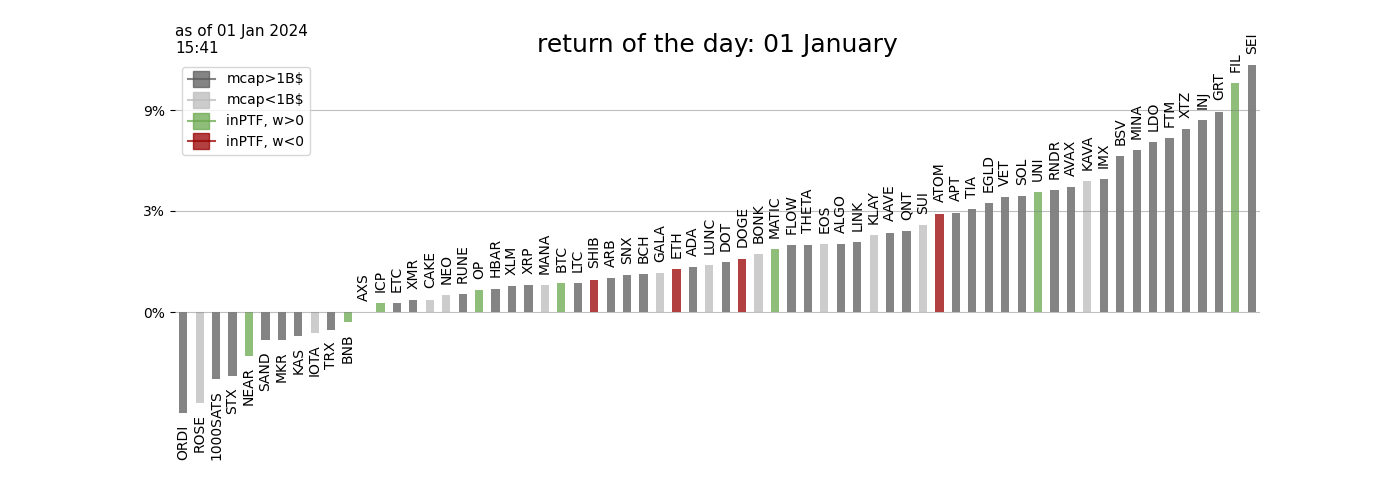 as of 01 Jan 2024
15:41
return of the day: 01 January
mcap>1B$
mcap<1B$
inPTF, w>0
inPTF, w<0
9%
3%
0%
ORDI
ROSE
1000SATS
STX
NEAR
SAND
MKR
KAS
IOTA
TRX
BNB
AXS
ICP
ETC
XMR
CAKE
NEO
RUNE
OP
HBAR
XLM
XRP
MANA
BTC
LTC
SHIB
ARB
SNX
BCH
GALA
ETH
ADA
LUNC
DOT
DOGE
BONK
MATIC
FLOW
THETA
EOS
ALGO
LINK
KLAY
AAVE
QNT
SUI
ATOM
APT
TIA
EGLD
VET
SOL
UNI
RNDR
AVAX
KAVA
IMX
BSV
MINA
LDO
FTM
XTZ
INJ
GRT
FIL
SEI